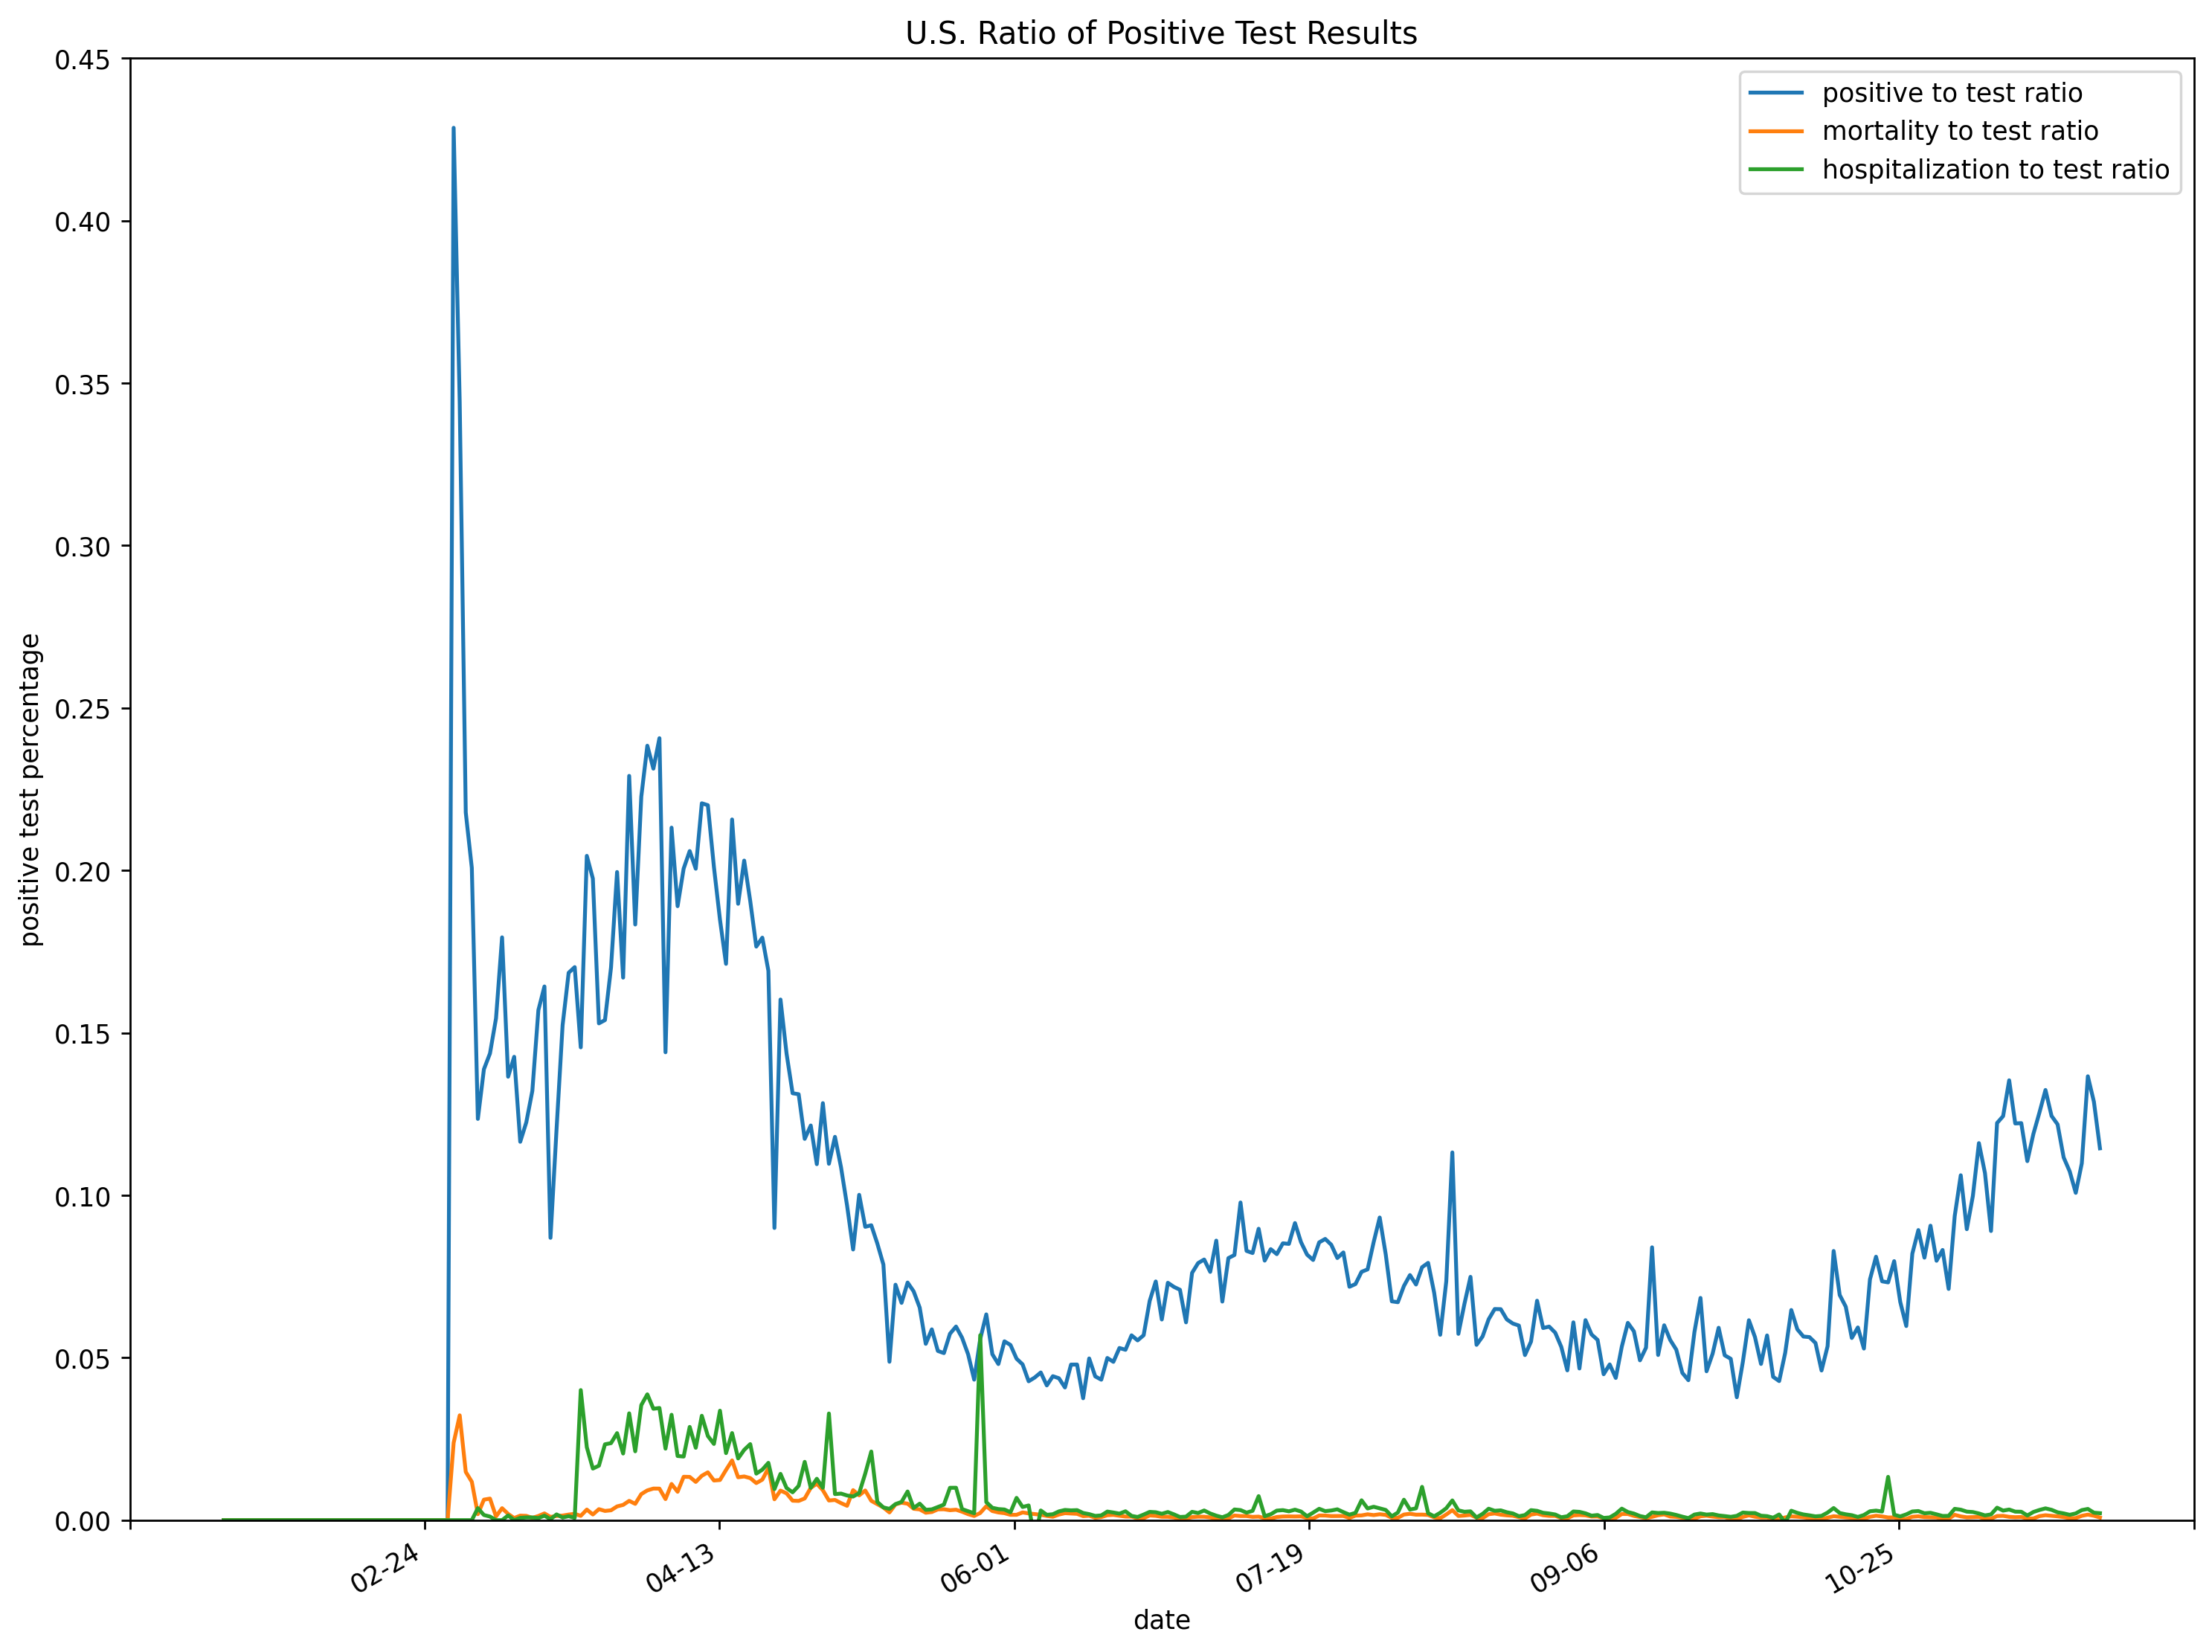 U.S. Ratio of Positive Test Results
positive to test ratio
mortality to test ratio
hospitalization to test ratio
0.45
0.40
0.35
0.30
0.25
0.20
0.15
0.10
0.05
0.00
positive test percentage
02-24
04-13
06-01
07-19
09-06
10-25
date